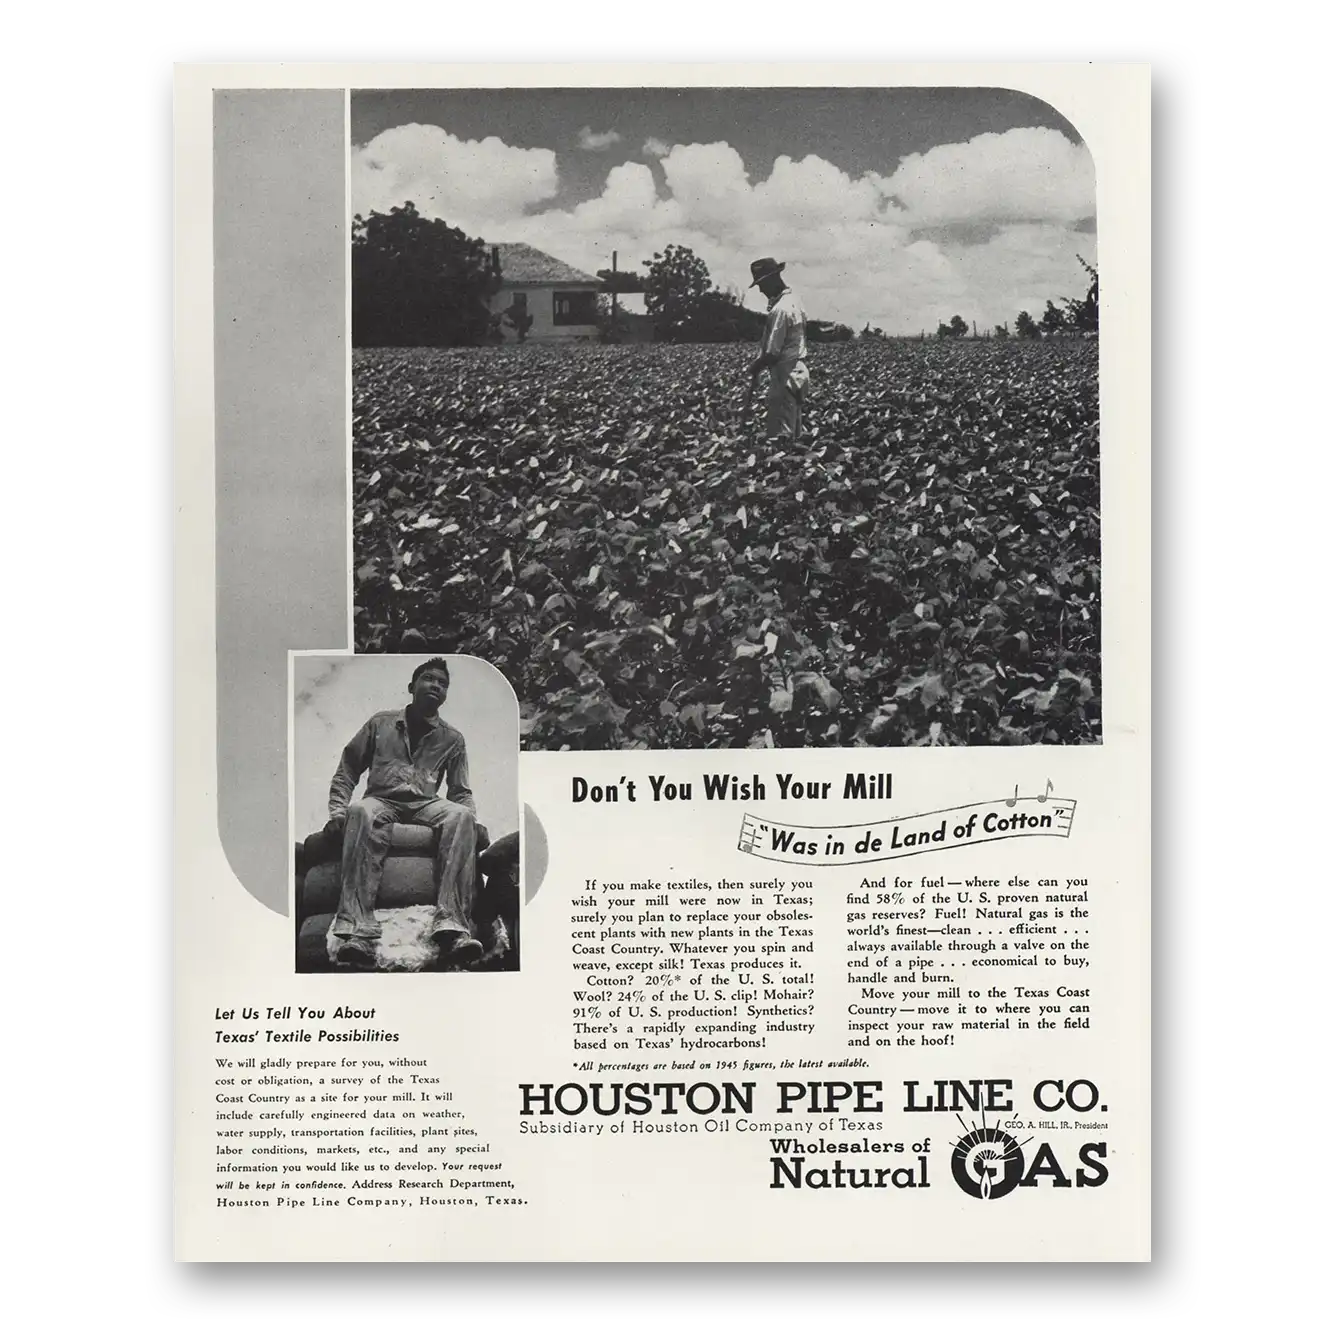 Don't You Wish Your Mill
"Was in de Land of Cotton"
If you make textiles, then surely you
wish your mill were now in Texas;
surely you plan to replace your obsoles-
cent plants with new plants in the Texas
Coast Country. Whatever you spin and
weave, except silk! Texas produces it.
Cotton? 20%* of the U. S. total!
Wool? 24% of the U. S. clip! Mohair?
91% of U. S. production! Synthetics?
There's a rapidly expanding industry
based on Texas' hydrocarbons!
And for fuel—where else can you
find 58% of the U. S. proven natural
gas reserves? Fuel! Natural gas is the
world's finest—clean . . . efficient . . .
always available through a valve on the
end of a pipe . . . economical to buy,
handle and burn.
Move your mill to the Texas Coast
Country—move it to where you can
inspect your raw material in the field
and on the hoof!
*All percentages are based on 1945 figures, the latest available.
Let Us Tell You About
Texas' Textile Possibilities
We will gladly prepare for you, without
cost or obligation, a survey of the Texas
Coast Country as a site for your mill. It will
include carefully engineered data on weather,
water supply, transportation facilities, plant sites,
labor conditions, markets, etc., and any special
information you would like us to develop. Your request
will be kept in confidence. Address Research Department,
Houston Pipe Line Company, Houston, Texas.
HOUSTON PIPE LINE CO.
Subsidiary of Houston Oil Company of Texas
GEO. A. HILL, JR., President
Wholesalers of
Natural GAS